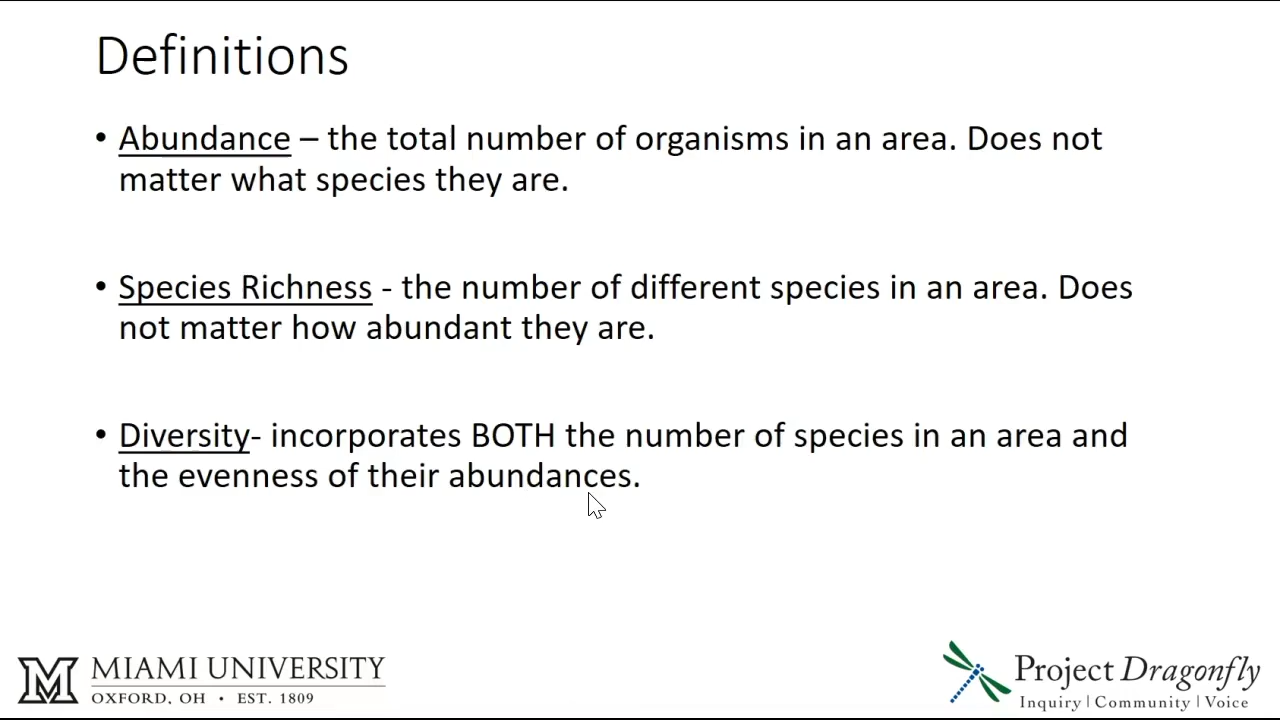 Definitions
• Abundance – the total number of organisms in an area. Does not
matter what species they are.
• Species Richness - the number of different species in an area. Does
not matter how abundant they are.
• Diversity- incorporates BOTH the number of species in an area and
the evenness of their abundances.
M MIAMI UNIVERSITY
OXFORD, OH • EST. 1809
Project Dragonfly
Inquiry | Community | Voice